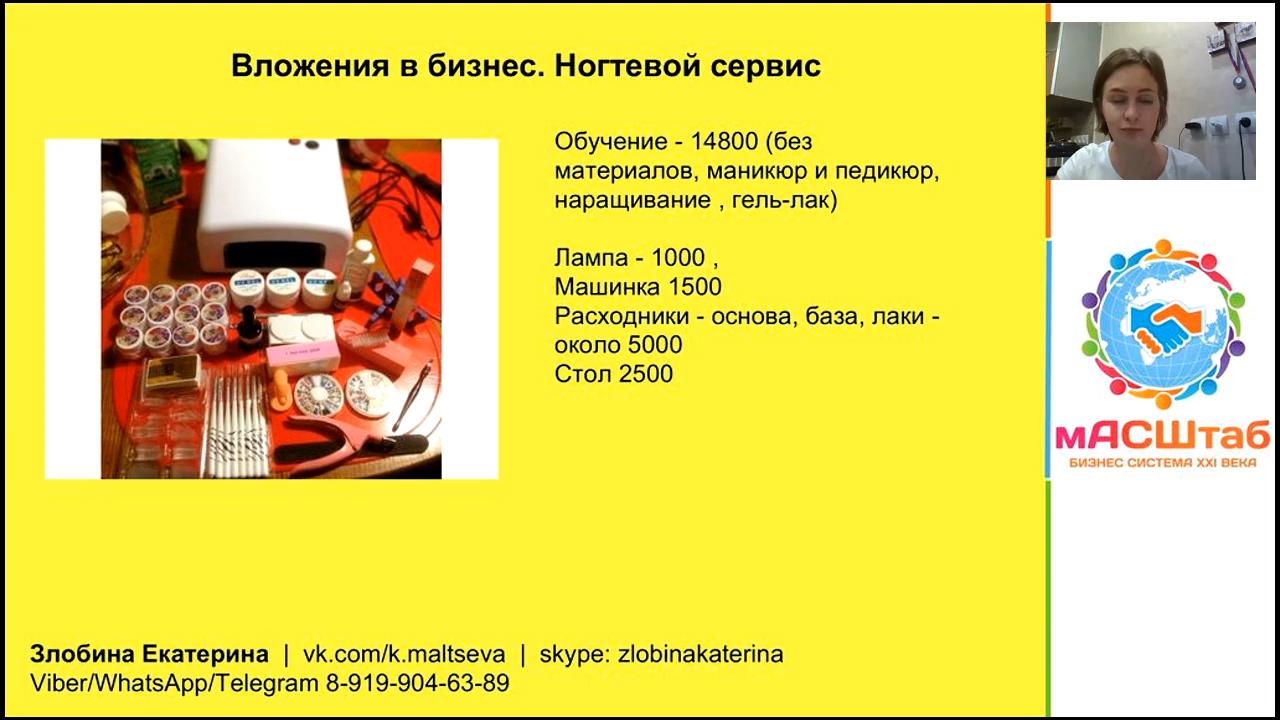 Вложения в бизнес. Ногтевой сервис
Обучение - 14800 (без
материалов, маникюр и педикюр,
наращивание , гель-лак)
Лампа - 1000 ,
Машинка 1500
Расходники - основа, база, лаки -
около 5000
Стол 2500
мАСШтаб
БИЗНЕС СИСТЕМА XXI ВЕКА
Злобина Екатерина | vk.com/k.maltseva | skype: zlobinakaterina
Viber/WhatsApp/Telegram 8-919-904-63-89